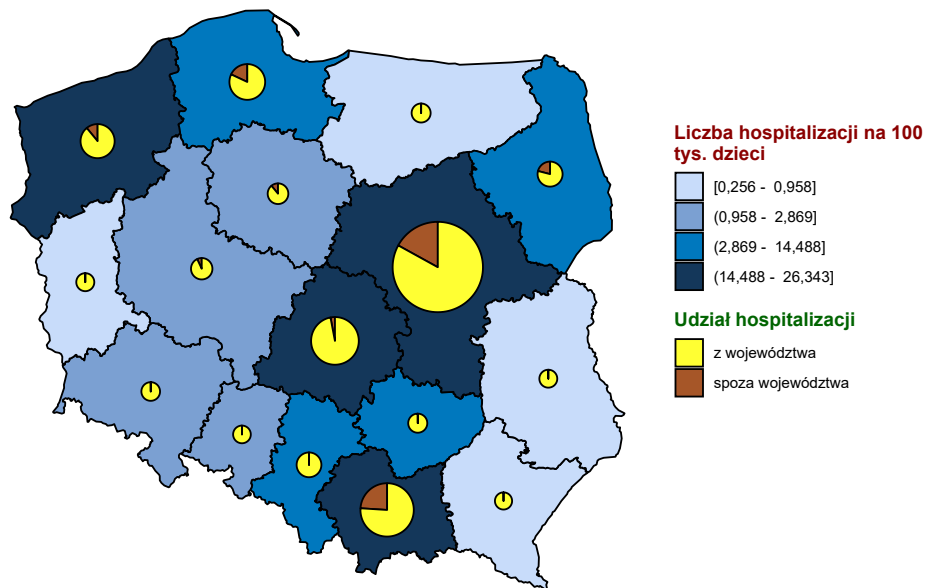 Liczba hospitalizacji na 100
tys. dzieci
[0,256 - 0,958]
(0,958 - 2,869]
(2,869 - 14,488]
(14,488 - 26,343]
Udział hospitalizacji
z województwa
spoza województwa